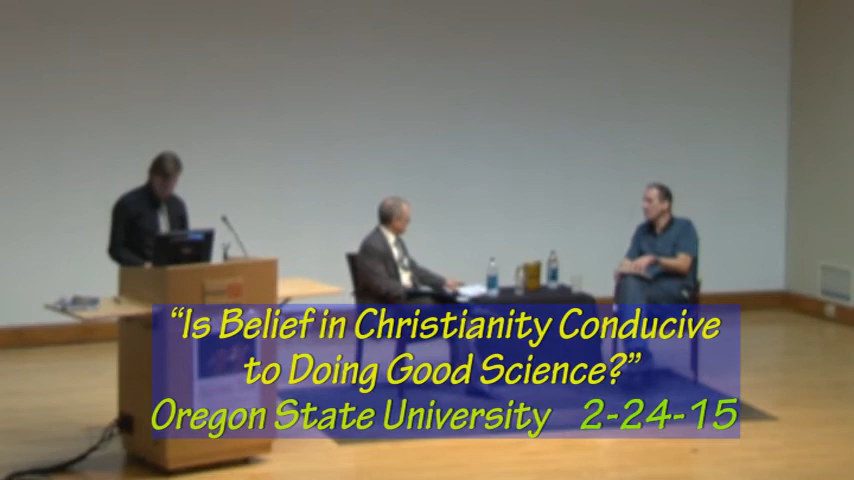 “Is Belief in Christianity Conducive
to Doing Good Science?”
Oregon State University 2-24-15